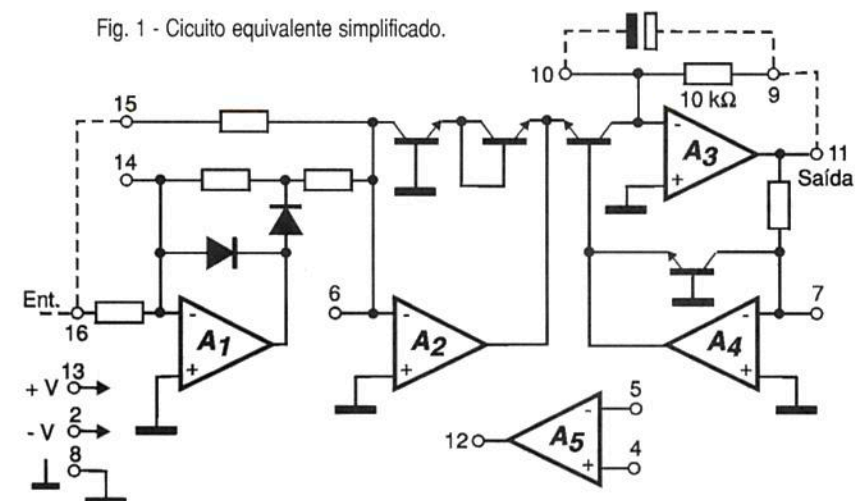 Fig. 1 - Cicuito equivalente simplificado.
10
10 kΩ
9
15
14
A3
-
+
11
Saída
Ent.
16
-
A1
+
6
-
A2
+
-
A4
+
7
+ V 13
- V 2
8
12
A5
-
+
5
4